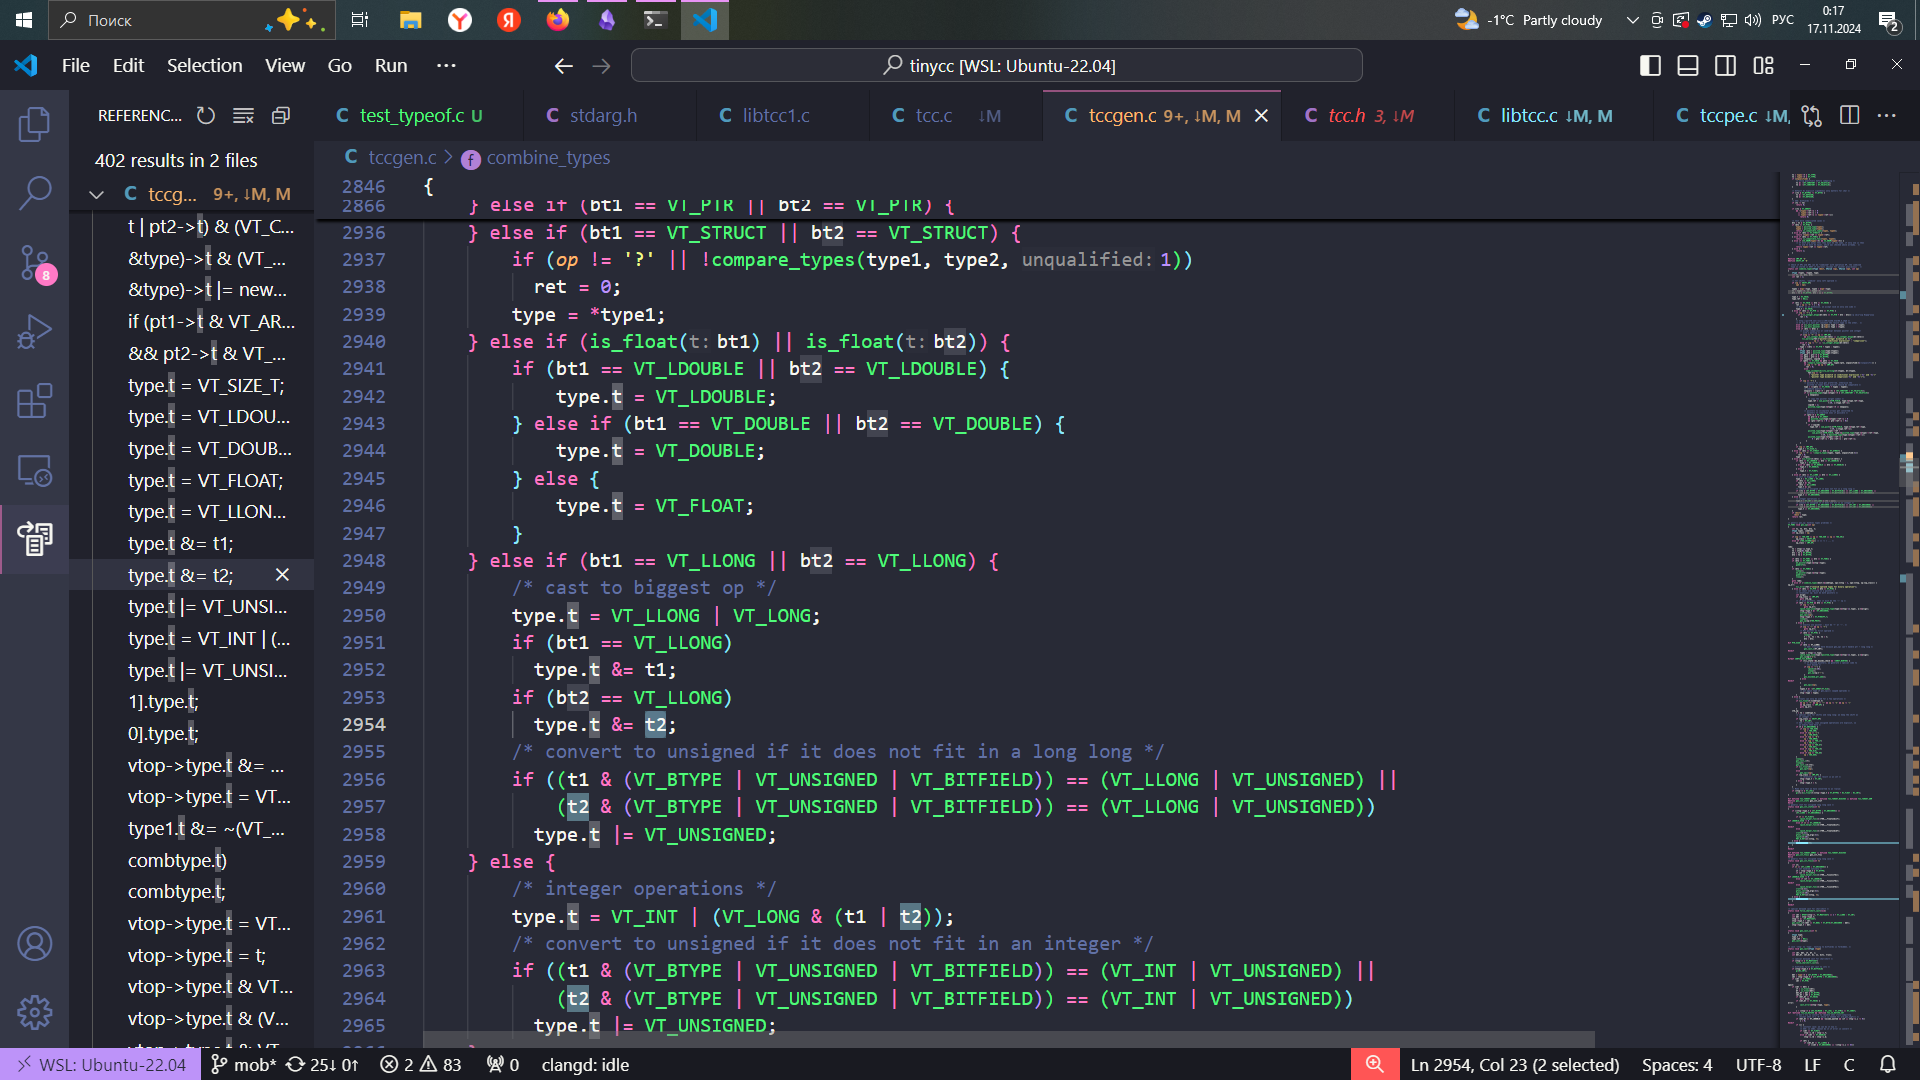 Поиск
-1°C Partly cloudy
РУС
0:17
17.11.2024
2
File Edit Selection View Go Run ···
tinycc [WSL: Ubuntu-22.04]
REFERENC...
C test_typeof.c U
C stdarg.h
C libtcc1.c
C tcc.c ↓M
C tccgen.c 9+, ↓M, M
C tcc.h 3, ↓M
C libtcc.c ↓M, M
C tccpe.c ↓M,
402 results in 2 files
C tccg... 9+, ↓M, M
t | pt2->t) & (VT_C...
&type)->t & (VT_...
&type)->t |= new...
if (pt1->t & VT_AR...
&& pt2->t & VT_...
type.t = VT_SIZE_T;
type.t = VT_LDOU...
type.t = VT_DOUB...
type.t = VT_FLOAT;
type.t = VT_LLON...
type.t &= t1;
type.t &= t2;
type.t |= VT_UNSI...
type.t = VT_INT | (...
type.t |= VT_UNSI...
1].type.t;
0].type.t;
vtop->type.t &= ...
vtop->type.t = VT...
type1.t &= ~(VT_...
combtype.t)
combtype.t;
vtop->type.t = VT...
vtop->type.t = t;
vtop->type.t & VT...
vtop->type.t & (V...
8
C tccgen.c > f combine_types
2846 {
2866 } else if (bt1 == VT_PTR || bt2 == VT_PTR) {
2936 } else if (bt1 == VT_STRUCT || bt2 == VT_STRUCT) {
2937 if (op != '?' || !compare_types(type1, type2, unqualified: 1))
2938 ret = 0;
2939 type = *type1;
2940 } else if (is_float(t: bt1) || is_float(t: bt2)) {
2941 if (bt1 == VT_LDOUBLE || bt2 == VT_LDOUBLE) {
2942 type.t = VT_LDOUBLE;
2943 } else if (bt1 == VT_DOUBLE || bt2 == VT_DOUBLE) {
2944 type.t = VT_DOUBLE;
2945 } else {
2946 type.t = VT_FLOAT;
2947 }
2948 } else if (bt1 == VT_LLONG || bt2 == VT_LLONG) {
2949 /* cast to biggest op */
2950 type.t = VT_LLONG | VT_LONG;
2951 if (bt1 == VT_LLONG)
2952 type.t &= t1;
2953 if (bt2 == VT_LLONG)
2954 type.t &= t2;
2955 /* convert to unsigned if it does not fit in a long long */
2956 if ((t1 & (VT_BTYPE | VT_UNSIGNED | VT_BITFIELD)) == (VT_LLONG | VT_UNSIGNED) ||
2957 (t2 & (VT_BTYPE | VT_UNSIGNED | VT_BITFIELD)) == (VT_LLONG | VT_UNSIGNED))
2958 type.t |= VT_UNSIGNED;
2959 } else {
2960 /* integer operations */
2961 type.t = VT_INT | (VT_LONG & (t1 | t2));
2962 /* convert to unsigned if it does not fit in an integer */
2963 if ((t1 & (VT_BTYPE | VT_UNSIGNED | VT_BITFIELD)) == (VT_INT | VT_UNSIGNED) ||
2964 (t2 & (VT_BTYPE | VT_UNSIGNED | VT_BITFIELD)) == (VT_INT | VT_UNSIGNED))
2965 type.t |= VT_UNSIGNED;
WSL: Ubuntu-22.04 mob* 25↓ 0↑ 2 83 0 clangd: idle
Ln 2954, Col 23 (2 selected) Spaces: 4 UTF-8 LF C